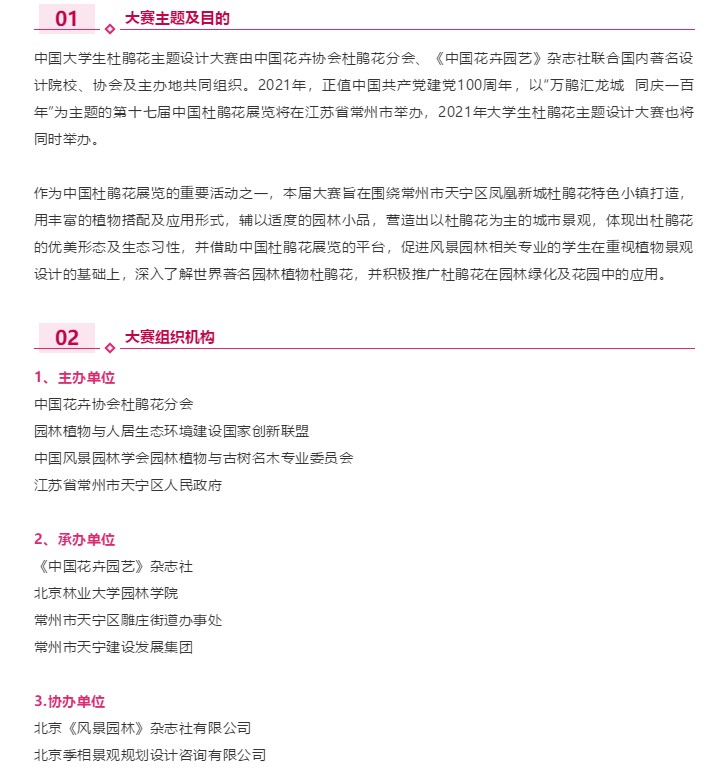 01 大赛主题及目的
中国大学生杜鹃花主题设计大赛由中国花卉协会杜鹃花分会、《中国花卉园艺》杂志社联合国内著名设
计院校、协会及主办地共同组织。2021年，正值中国共产党建党100周年，以“万鹃汇龙城 同庆一百
年”为主题的第十七届中国杜鹃花展览将在江苏省常州市举办，2021年大学生杜鹃花主题设计大赛也将
同时举办。
作为中国杜鹃花展览的重要活动之一，本届大赛旨在围绕常州市天宁区凤凰新城杜鹃花特色小镇打造，
用丰富的植物搭配及应用形式，辅以适度的园林小品，营造出以杜鹃花为主的城市景观，体现出杜鹃花
的优美形态及生态习性，并借助中国杜鹃花展览的平台，促进风景园林相关专业的学生在重视植物景观
设计的基础上，深入了解世界著名园林植物杜鹃花，并积极推广杜鹃花在园林绿化及花园中的应用。
02 大赛组织机构
1、主办单位
中国花卉协会杜鹃花分会
园林植物与人居生态环境建设国家创新联盟
中国风景园林学会园林植物与古树名木专业委员会
江苏省常州市天宁区人民政府
2、承办单位
《中国花卉园艺》杂志社
北京林业大学园林学院
常州市天宁区雕庄街道办事处
常州市天宁建设发展集团
3.协办单位
北京《风景园林》杂志社有限公司
北京季相景观规划设计咨询有限公司